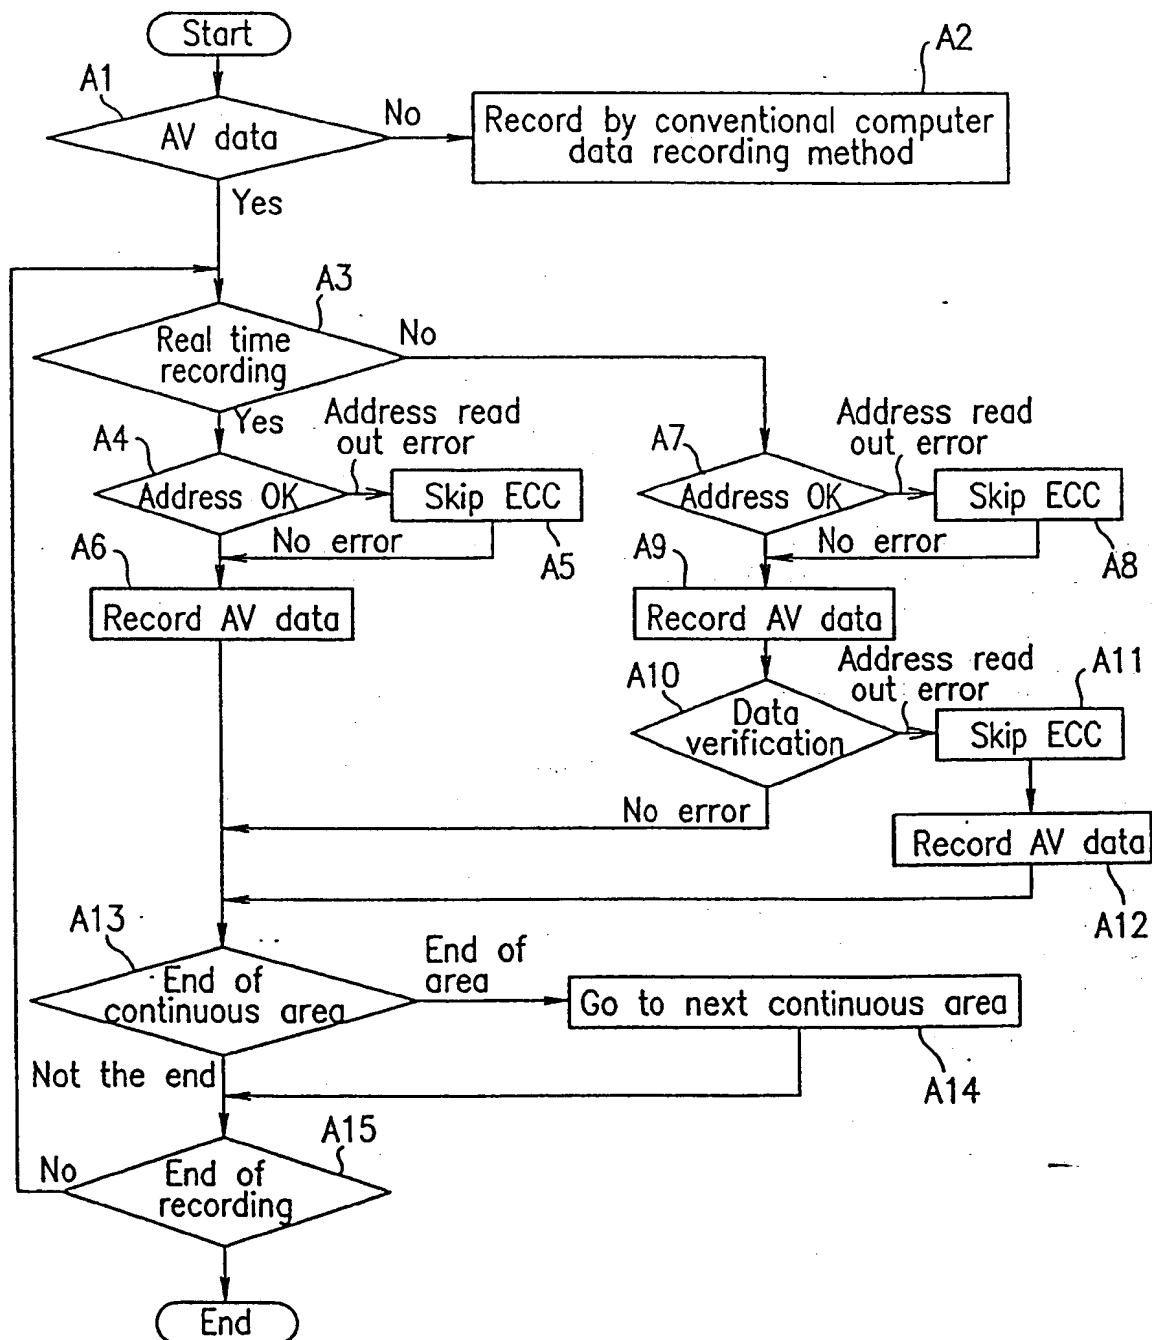 Start
A1
A2
AV data
No
Record by conventional computer
data recording method
Yes
A3
Real time
recording
No
Yes
A4
Address read
out error
Address OK
Skip ECC
No error
A5
A6
Record AV data
A7
Address read
out error
Address OK
Skip ECC
No error
A8
A9
Record AV data
A10
Address read
out error
A11
Data
verification
Skip ECC
No error
Record AV data
A12
A13
End of
continuous area
End of
area
Go to next continuous area
A14
Not the end
A15
No
End of
recording
End